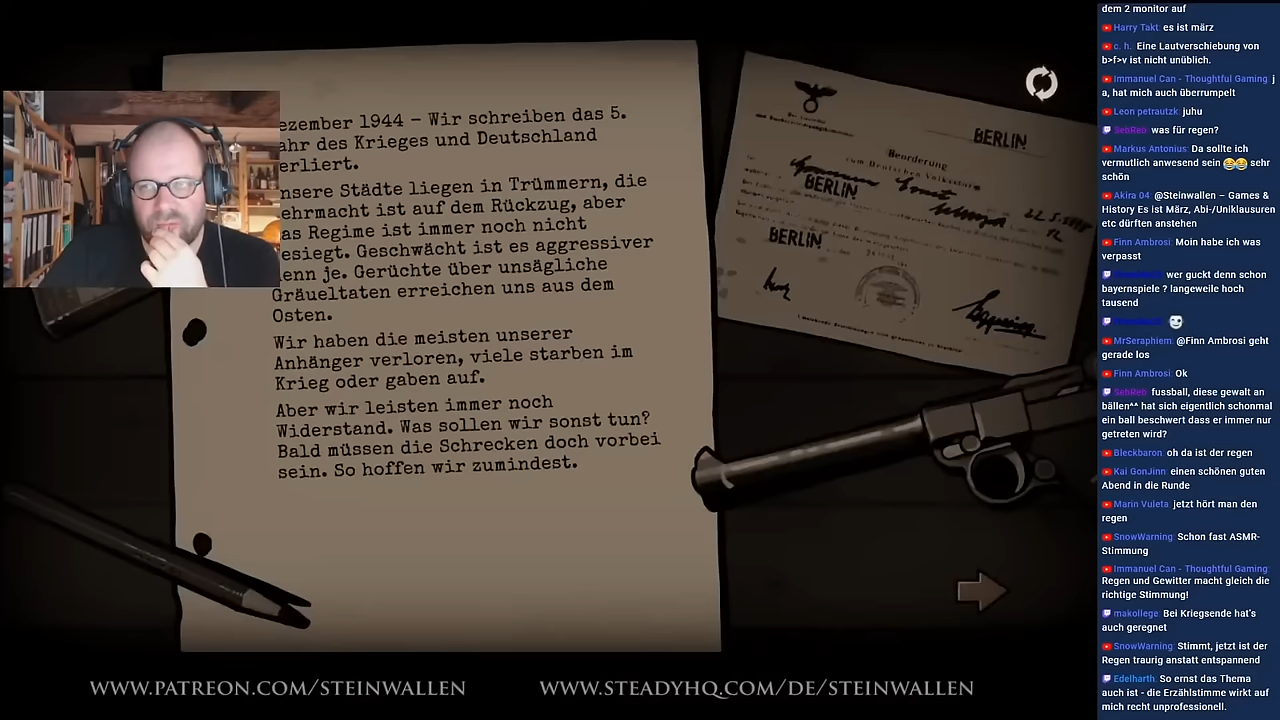 ezember 1944 – Wir schreiben das 5.
ahr des Krieges und Deutschland
erliert.
nsere Städte liegen in Trümmern, die
ehrmacht ist auf dem Rückzug, aber
as Regime ist immer noch nicht
esiegt. Geschwächt ist es aggressiver
enn je. Gerüchte über unsägliche
Gräueltaten erreichen uns aus dem
Osten.
Wir haben die meisten unserer
Anhänger verloren, viele starben im
Krieg oder gaben auf.
Aber wir leisten immer noch
Widerstand. Was sollen wir sonst tun?
Bald müssen die Schrecken doch vorbei
sein. So hoffen wir zumindest.
BERLIN
Beorderung
zum Deutschen Volkssturm
BERLIN
BERLIN
WWW.PATREON.COM/STEINWALLEN
WWW.STEADYHQ.COM/DE/STEINWALLEN
dem 2 monitor auf
Harry Takt: es ist märz
c. h. Eine Lautverschiebung von
b>f>v ist nicht unüblich.
Immanuel Can - Thoughtful Gaming j
a, hat mich auch überrumpelt
Leon petrautzk juhu
SebReb: was für regen?
Markus Antonius: Da sollte ich
vermutlich anwesend sein 😂😂 sehr
schön
Akira 04: @Steinwallen – Games &
History Es ist März, Abi-/Uniklausuren
etc dürften anstehen
Finn Ambrosi: Moin habe ich was
verpasst
wer guckt denn schon
bayernspiele ? langeweile hoch
tausend
MrSeraphiem: @Finn Ambrosi geht
gerade los
Finn Ambrosi: Ok
SebReb: fussball, diese gewalt an
bällen^^ hat sich eigentlich schonmal
ein ball beschwert dass er immer nur
getreten wird?
Bleckbaron: oh da ist der regen
Kai GonJinn: einen schönen guten
Abend in die Runde
Marin Vuleta: jetzt hört man den
regen
SnowWarning: Schon fast ASMR-
Stimmung
Immanuel Can - Thoughtful Gaming:
Regen und Gewitter macht gleich die
richtige Stimmung!
makollege: Bei Kriegsende hat's
auch geregnet
SnowWarning: Stimmt, jetzt ist der
Regen traurig anstatt entspannend
Edelharth: So ernst das Thema
auch ist - die Erzählstimme wirkt auf
mich recht unprofessionell.